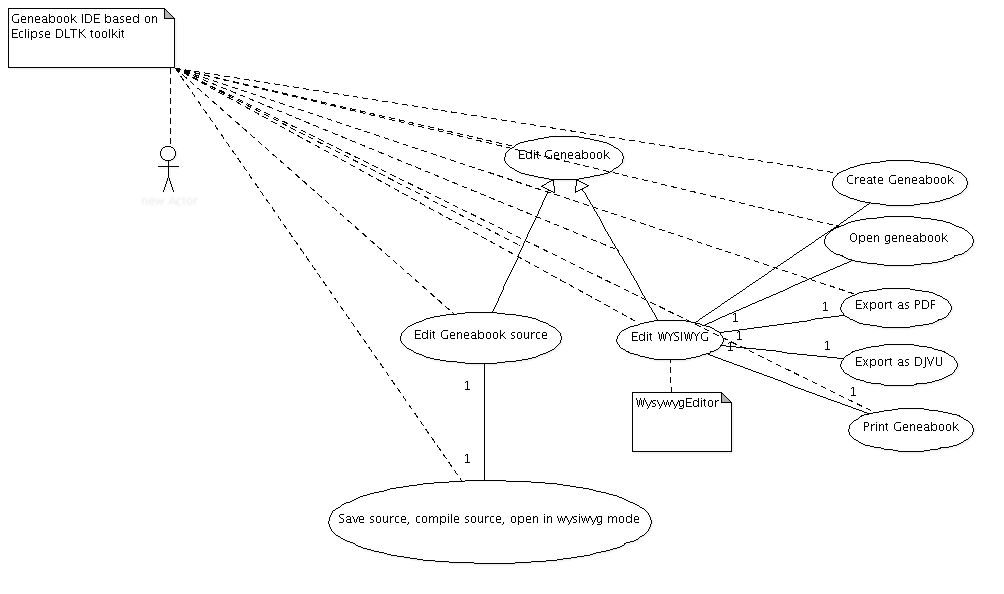 Geneabook IDE based on
Eclipse DLTK toolkit
new Actor
Edit Geneabook
Create Geneabook
Open geneabook
Export as PDF
1
1
Edit Geneabook source
Edit WYSIWYG
1
1
1
Export as DJVU
WysywygEditor
1
1
Print Geneabook
1
Save source, compile source, open in wysiwyg mode